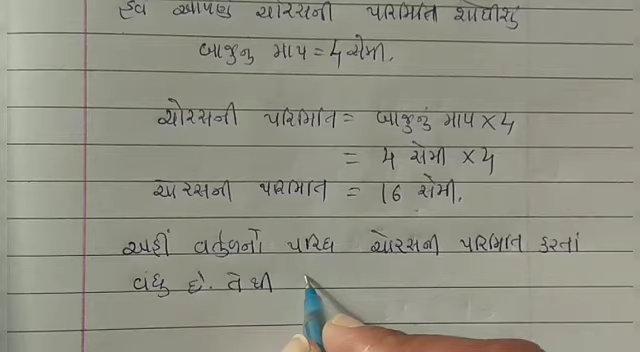 હવે આપણું ચોરસની પરિમિતિ શોધીશું
બાજુનુ માપ = 4 સેમી.
ચોરસની પરિમિતિ = બાજુનું માપ × 4
= 4 સેમી × 4
ચોરસની પરિમિતિ = 16 સેમી.
અહીં વર્તુળનો પરિઘ ચોરસની પરિમિતિ કરતાં
વધુ છે. તેથી